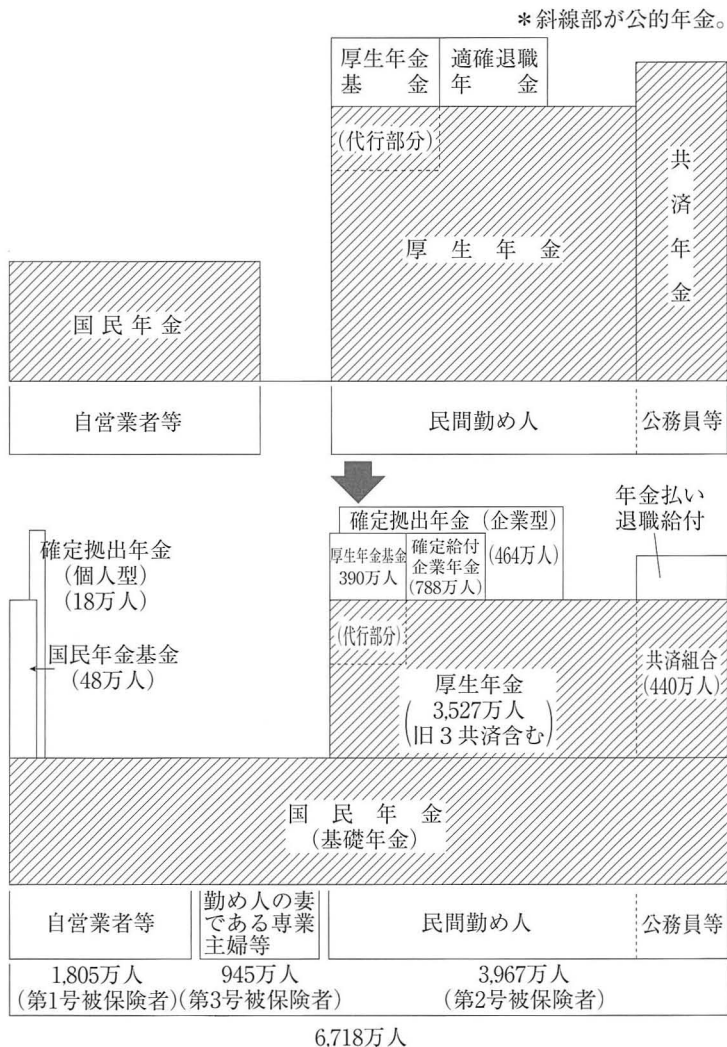 ＊斜線部が公的年金。
厚生年金
基　　金
適確退職
年　　金
(代行部分)
厚　生　年　金
共済年金
国民年金
自営業者等
民間勤め人
公務員等
年金払い
退職給付
確定拠出年金（企業型）
(464万人)
厚生年金基金
390万人
確定給付
企業年金
(788万人)
確定拠出年金
（個人型）
(18万人)
国民年金基金
(48万人)
(代行部分)
厚生年金
3,527万人
旧３共済含む
共済組合
(440万人)
国　民　年　金
(基礎年金)
自営業者等
勤め人の妻
である専業
主婦等
民間勤め人
公務員等
1,805万人
(第1号被保険者)
945万人
(第3号被保険者)
3,967万人
(第2号被保険者)
6,718万人